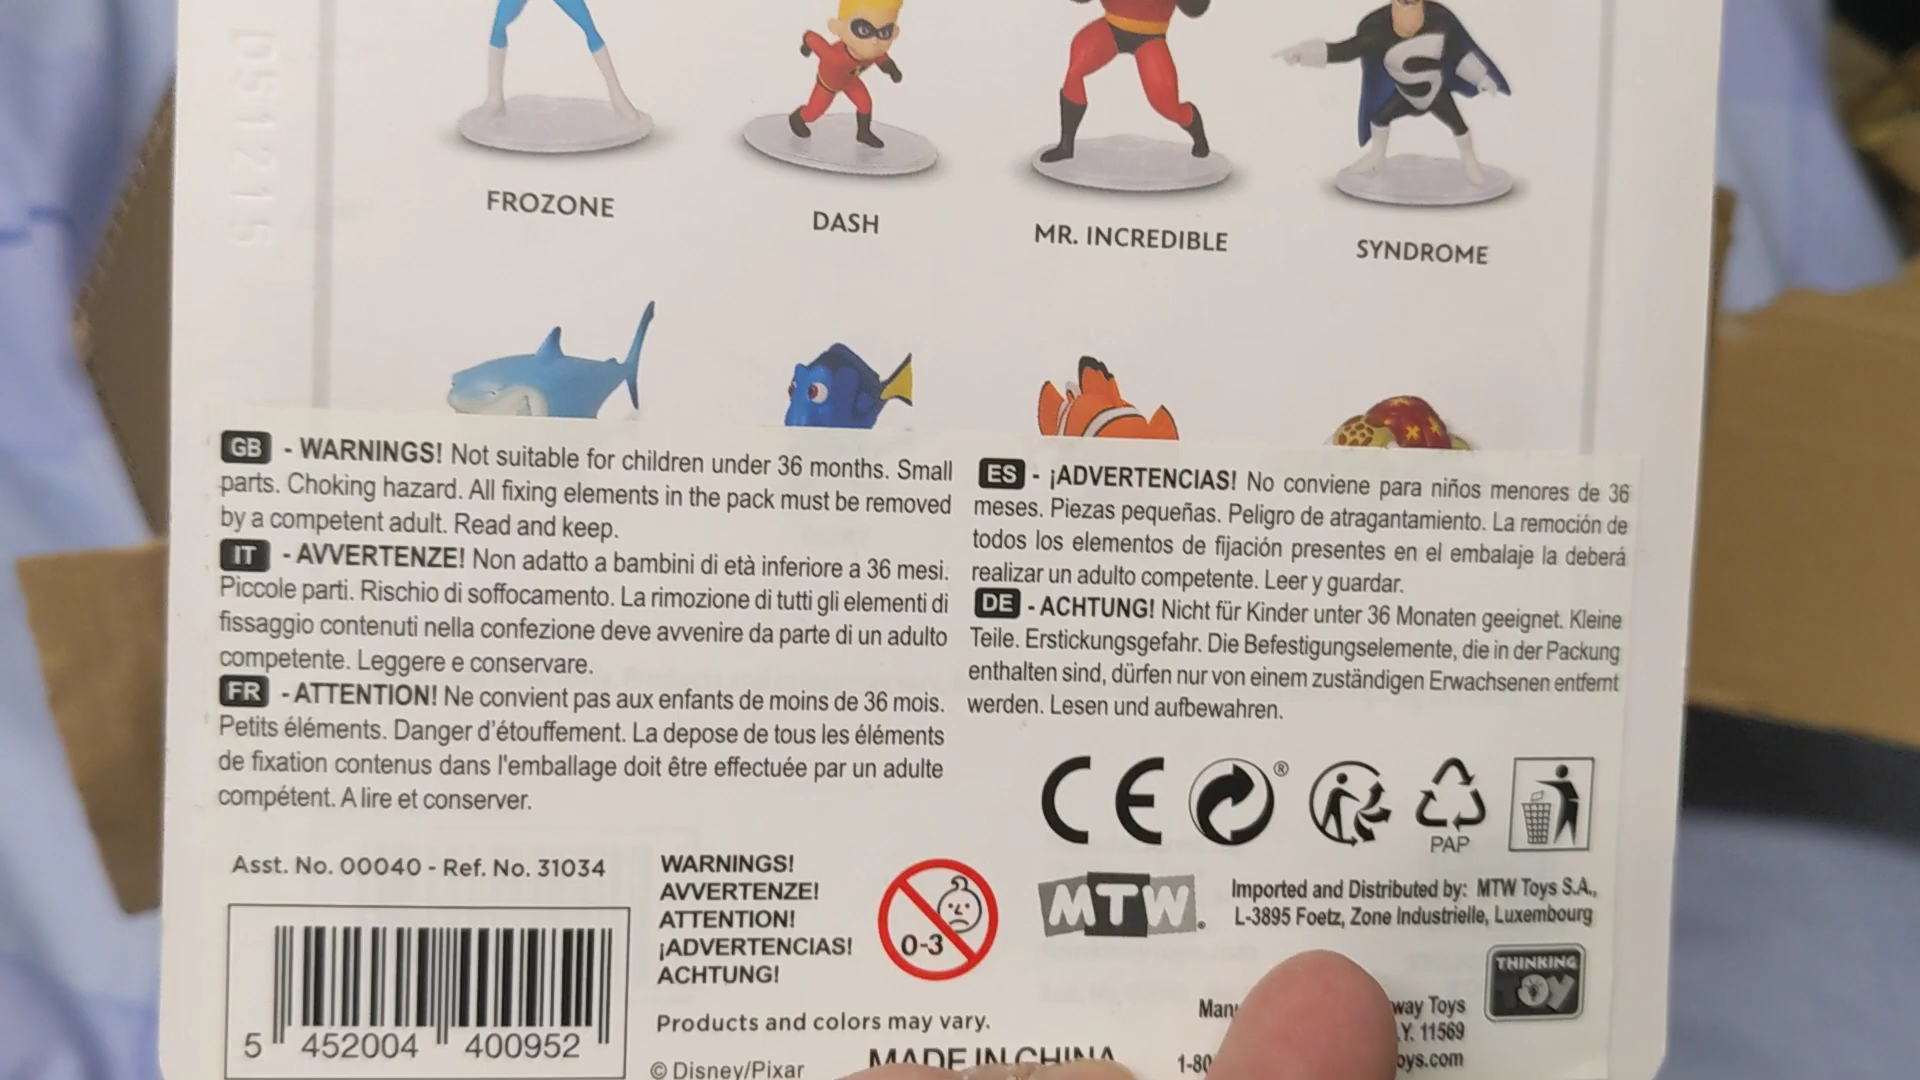 D51215
FROZONE
DASH
MR. INCREDIBLE
SYNDROME
GB - WARNINGS! Not suitable for children under 36 months. Small
parts. Choking hazard. All fixing elements in the pack must be removed
by a competent adult. Read and keep.
IT - AVVERTENZE! Non adatto a bambini di età inferiore a 36 mesi.
Piccole parti. Rischio di soffocamento. La rimozione di tutti gli elementi di
fissaggio contenuti nella confezione deve avvenire da parte di un adulto
competente. Leggere e conservare.
FR - ATTENTION! Ne convient pas aux enfants de moins de 36 mois.
Petits éléments. Danger d'étouffement. La depose de tous les éléments
de fixation contenus dans l'emballage doit être effectuée par un adulte
compétent. A lire et conserver.
ES - ¡ADVERTENCIAS! No conviene para niños menores de 36
meses. Piezas pequeñas. Peligro de atragantamiento. La remoción de
todos los elementos de fijación presentes en el embalaje la deberá
realizar un adulto competente. Leer y guardar.
DE - ACHTUNG! Nicht für Kinder unter 36 Monaten geeignet. Kleine
Teile. Erstickungsgefahr. Die Befestigungselemente, die in der Packung
enthalten sind, dürfen nur von einem zuständigen Erwachsenen entfernt
werden. Lesen und aufbewahren.
CE ®
PAP
Asst. No. 00040 - Ref. No. 31034
5 452004 400952
WARNINGS!
AVVERTENZE!
ATTENTION!
¡ADVERTENCIAS!
ACHTUNG!
0-3
Products and colors may vary.
© Disney/Pixar
MADE IN CHINA
MTW
Imported and Distributed by: MTW Toys S.A.,
L-3895 Foetz, Zone Industrielle, Luxembourg
THINKING
Toys
11569
1-80